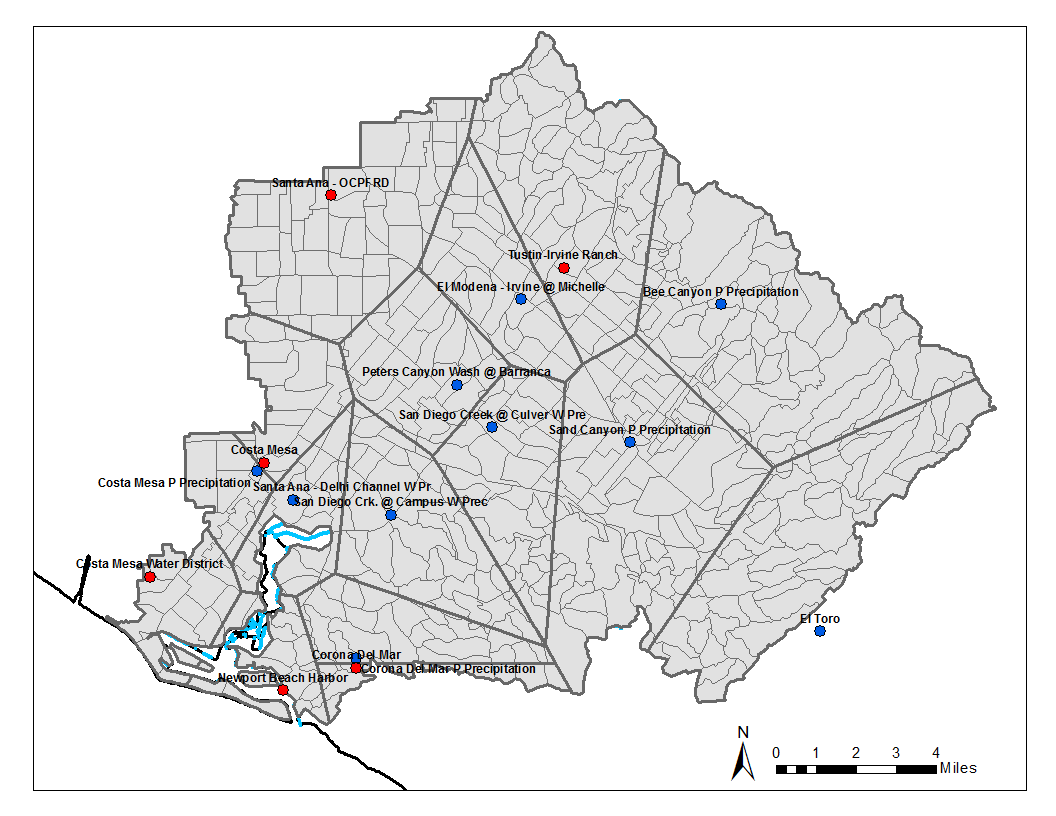 Santa Ana - OCPFRD
Tustin-Irvine Ranch
El Modena - Irvine @ Michelle
Bee Canyon P Precipitation
Peters Canyon Wash @ Barranca
San Diego Creek @ Culver W Pre
Sand Canyon P Precipitation
Costa Mesa
Costa Mesa P Precipitation
Santa Ana - Delhi Channel W Pr
San Diego Crk. @ Campus W Prec
Costa Mesa Water District
El Toro
Corona Del Mar
Corona Del Mar P Precipitation
Newport Beach Harbor
N
0 1 2 3 4
Miles